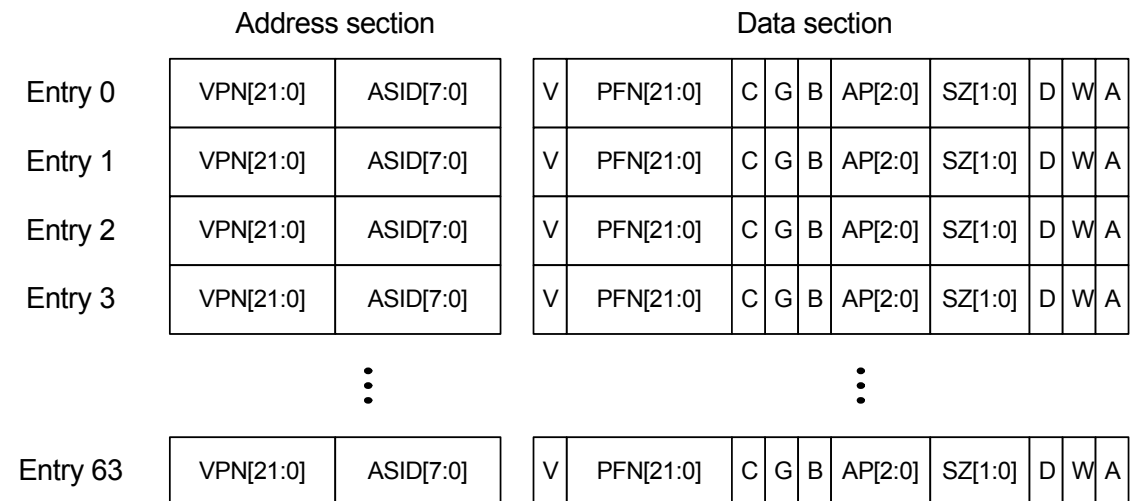 Address section Data section
Entry 0 VPN[21:0] ASID[7:0] V PFN[21:0] C G B AP[2:0] SZ[1:0] D W A
Entry 1 VPN[21:0] ASID[7:0] V PFN[21:0] C G B AP[2:0] SZ[1:0] D W A
Entry 2 VPN[21:0] ASID[7:0] V PFN[21:0] C G B AP[2:0] SZ[1:0] D W A
Entry 3 VPN[21:0] ASID[7:0] V PFN[21:0] C G B AP[2:0] SZ[1:0] D W A
Entry 63 VPN[21:0] ASID[7:0] V PFN[21:0] C G B AP[2:0] SZ[1:0] D W A